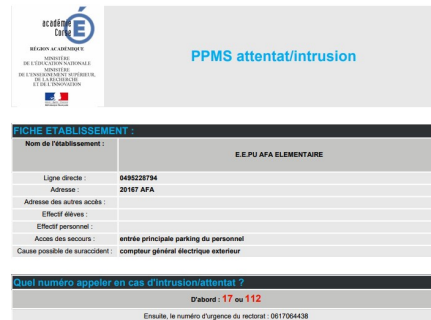 académie
Corse
RÉGION ACADÉMIQUE
MINISTÈRE
DE L'ÉDUCATION NATIONALE
MINISTÈRE
DE L'ENSEIGNEMENT SUPÉRIEUR,
DE LA RECHERCHE
ET DE L'INNOVATION
PPMS attentat/intrusion
FICHE ETABLISSEMENT :
Nom de l'établissement :
E.E.PU AFA ELEMENTAIRE
Ligne directe : 0495228794
Adresse : 20167 AFA
Adresse des autres accès :
Effectif élèves :
Effectif personnel :
Acces des secours : entrée principale parking du personnel
Cause possible de suraccident : compteur général électrique exterieur
Quel numéro appeler en cas d'intrusion/attentat ?
D'abord : 17 ou 112
Ensuite, le numéro d'urgence du rectorat : 0617064438